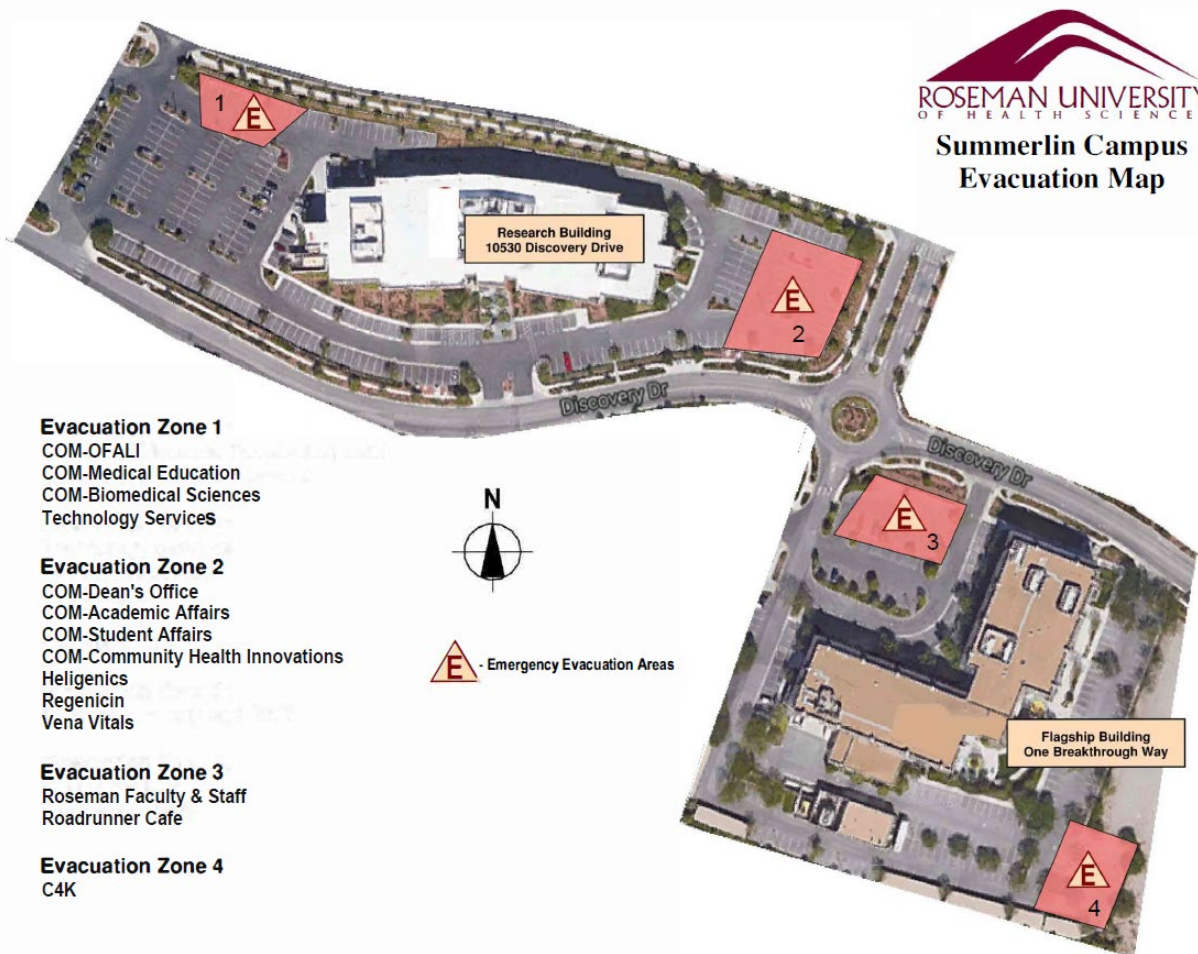 ROSEMAN UNIVERSITY
OF HEALTH SCIENCES
Summerlin Campus
Evacuation Map
1
E
Research Building
10530 Discovery Drive
E
2
Discovery Dr
Discovery Dr
E
3
Flagship Building
One Breakthrough Way
E
4
N
E - Emergency Evacuation Areas
Evacuation Zone 1
COM-OFALI
COM-Medical Education
COM-Biomedical Sciences
Technology Services
Evacuation Zone 2
COM-Dean's Office
COM-Academic Affairs
COM-Student Affairs
COM-Community Health Innovations
Heligenics
Regenicin
Vena Vitals
Evacuation Zone 3
Roseman Faculty & Staff
Roadrunner Cafe
Evacuation Zone 4
C4K